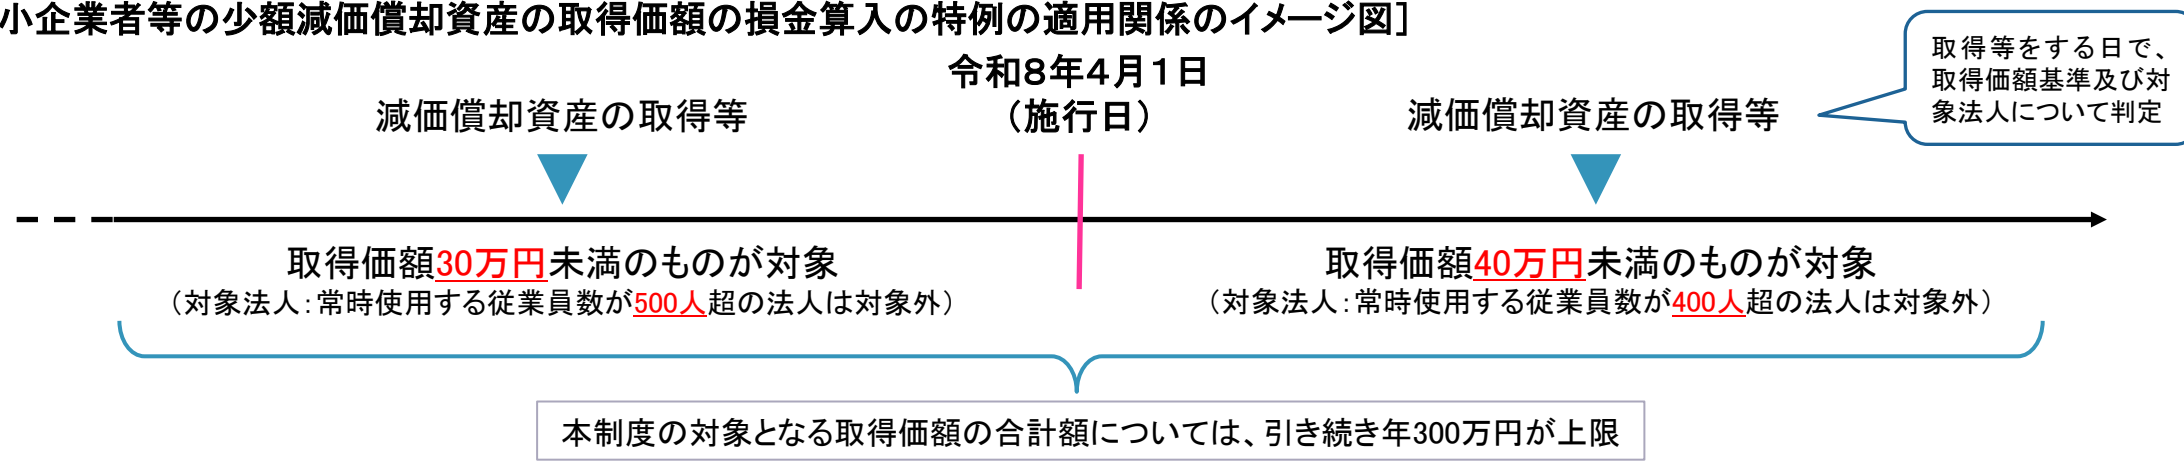 小企業者等の少額減価償却資産の取得価額の損金算入の特例の適用関係のイメージ図]
令和8年4月1日
(施行日)
減価償却資産の取得等
減価償却資産の取得等
取得等をする日で、
取得価額基準及び対
象法人について判定
取得価額30万円未満のものが対象
(対象法人:常時使用する従業員数が500人超の法人は対象外)
取得価額40万円未満のものが対象
(対象法人:常時使用する従業員数が400人超の法人は対象外)
本制度の対象となる取得価額の合計額については、引き続き年300万円が上限